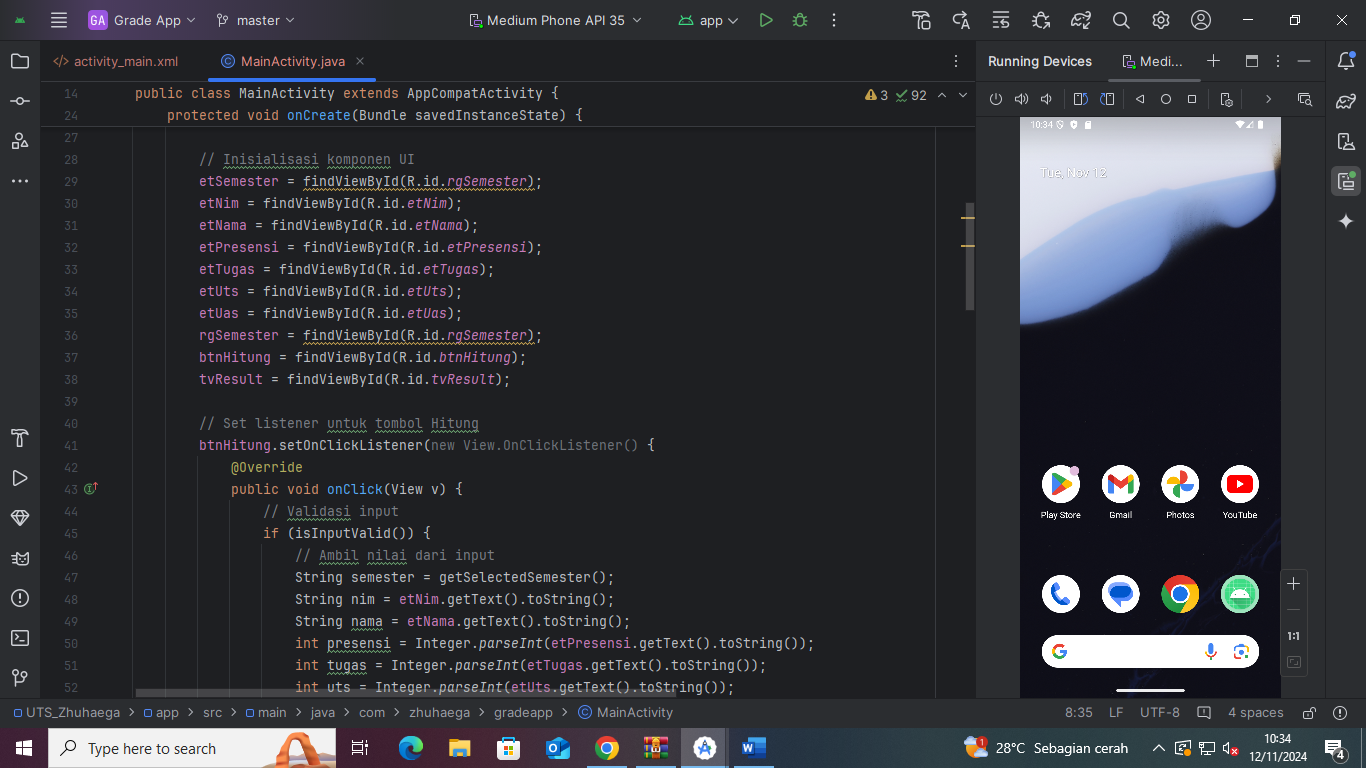 GA Grade App master Medium Phone API 35 app
activity_main.xml MainActivity.java Running Devices Medi...
14 public class MainActivity extends AppCompatActivity { 3 92
24 protected void onCreate(Bundle savedInstanceState) {
27
28 // Inisialisasi komponen UI
29 etSemester = findViewById(R.id.rgSemester);
30 etNim = findViewById(R.id.etNim);
31 etNama = findViewById(R.id.etNama);
32 etPresensi = findViewById(R.id.etPresensi);
33 etTugas = findViewById(R.id.etTugas);
34 etUts = findViewById(R.id.etUts);
35 etUas = findViewById(R.id.etUas);
36 rgSemester = findViewById(R.id.rgSemester);
37 btnHitung = findViewById(R.id.btnHitung);
38 tvResult = findViewById(R.id.tvResult);
39
40 // Set listener untuk tombol Hitung
41 btnHitung.setOnClickListener(new View.OnClickListener() {
42 @Override
43 public void onClick(View v) {
44 // Validasi input
45 if (isInputValid()) {
46 // Ambil nilai dari input
47 String semester = getSelectedSemester();
48 String nim = etNim.getText().toString();
49 String nama = etNama.getText().toString();
50 int presensi = Integer.parseInt(etPresensi.getText().toString());
51 int tugas = Integer.parseInt(etTugas.getText().toString());
52 int uts = Integer.parseInt(etUts.getText().toString());
10:34
Tue, Nov 12
Play Store Gmail Photos YouTube
1:1
UTS_Zhuhaega > app > src > main > java > com > zhuhaega > gradeapp > MainActivity 8:35 LF UTF-8 4 spaces
Type here to search 28°C Sebagian cerah 10:34
12/11/2024
1
4